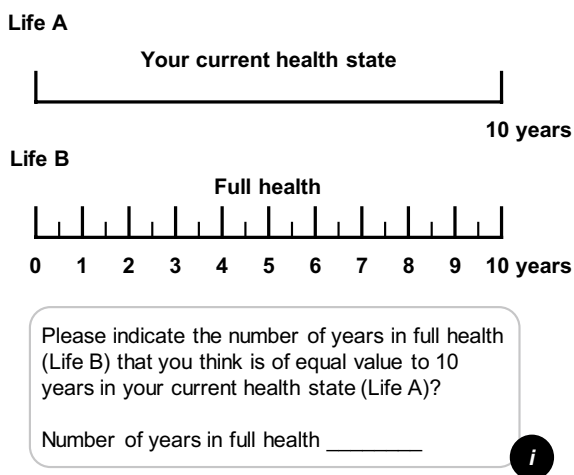 Life A
Your current health state
10 years
Life B
Full health
0 1 2 3 4 5 6 7 8 9 10 years
Please indicate the number of years in full health
(Life B) that you think is of equal value to 10
years in your current health state (Life A)?
Number of years in full health ________
i